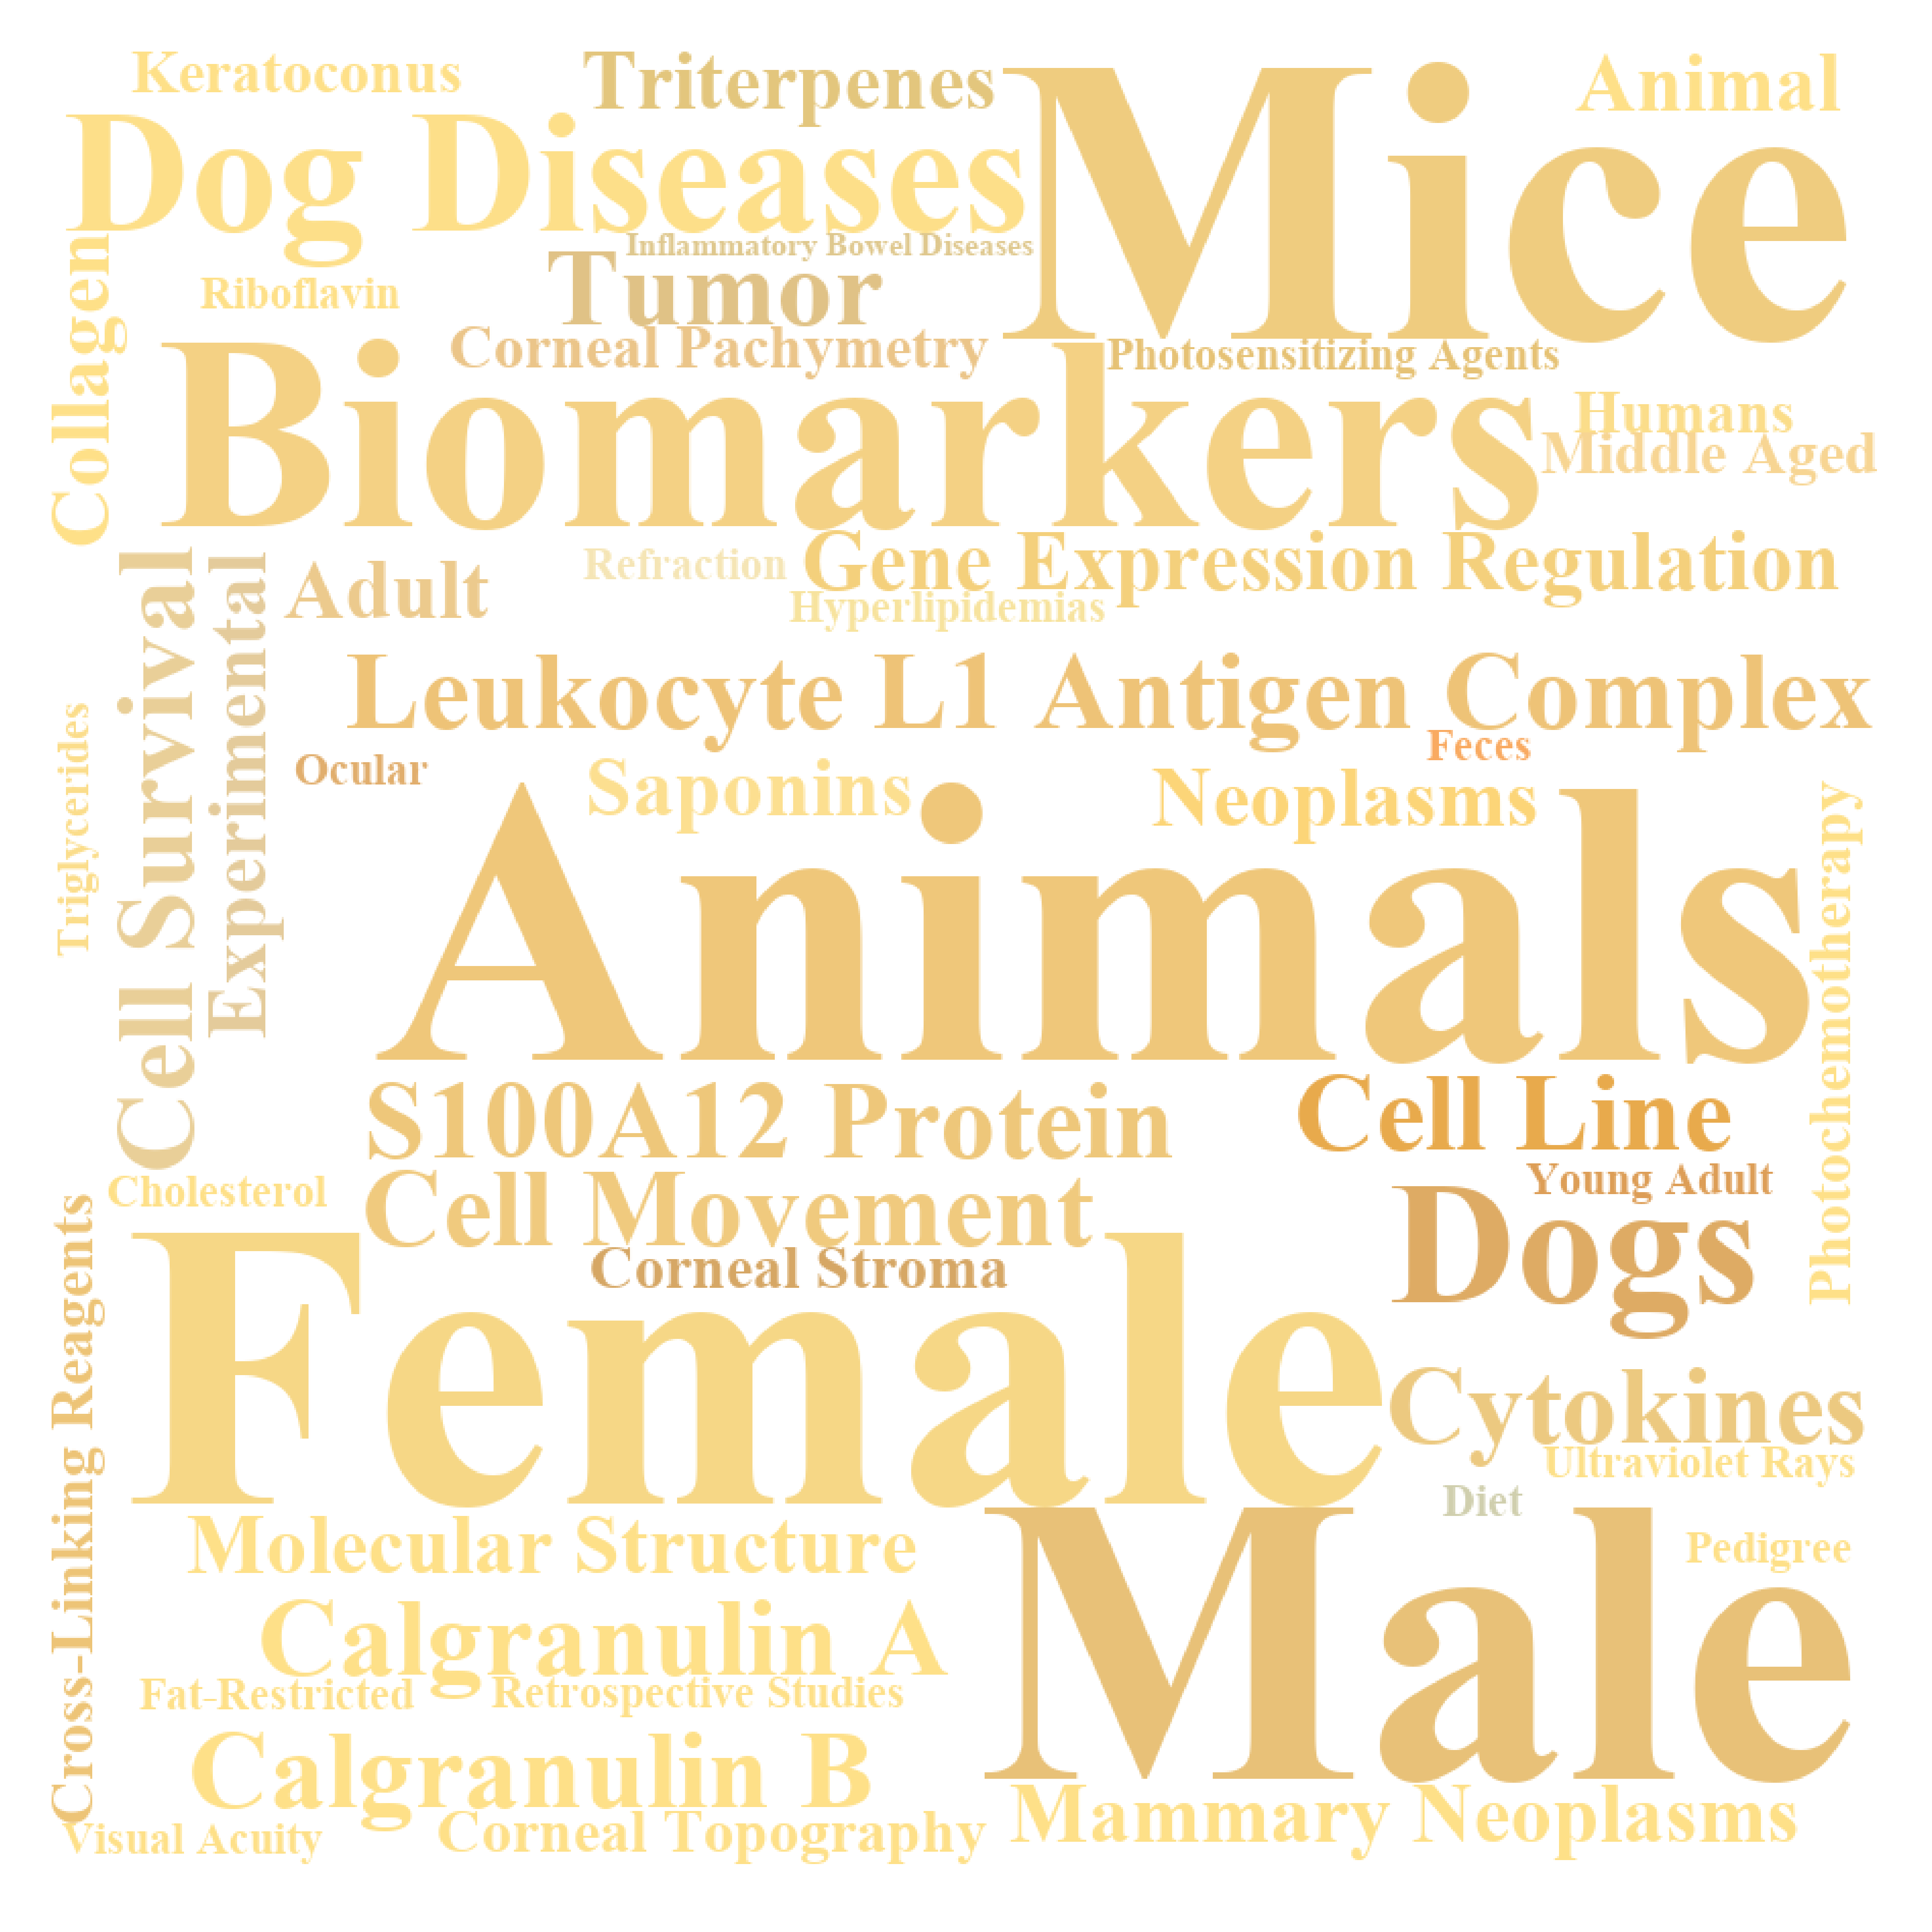 Keratoconus
Triterpenes
Mice
Animal
Dog Diseases
Inflammatory Bowel Diseases
Collagen
Riboflavin
Tumor
Corneal Pachymetry
Photosensitizing Agents
Biomarkers
Humans
Middle Aged
Cell Survival
Experimental
Adult
Refraction
Gene Expression Regulation
Hyperlipidemias
Leukocyte L1 Antigen Complex
Feces
Triglycerides
Ocular
Saponins
Neoplasms
Animals
Photochemotherapy
S100A12 Protein
Cell Line
Cholesterol
Cell Movement
Young Adult
Dogs
Cross-Linking Reagents
Corneal Stroma
Female
Cytokines
Ultraviolet Rays
Diet
Molecular Structure
Male
Pedigree
Calgranulin A
Fat-Restricted
Retrospective Studies
Calgranulin B
Mammary Neoplasms
Visual Acuity
Corneal Topography